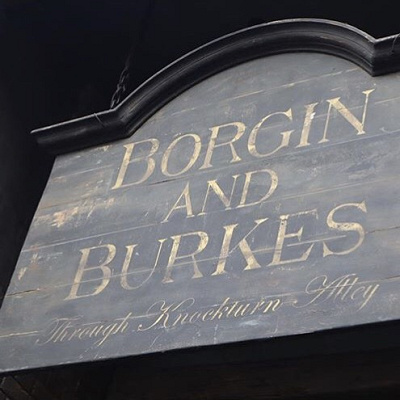 BORGIN
AND
BURKES
Through Knockturn Alley